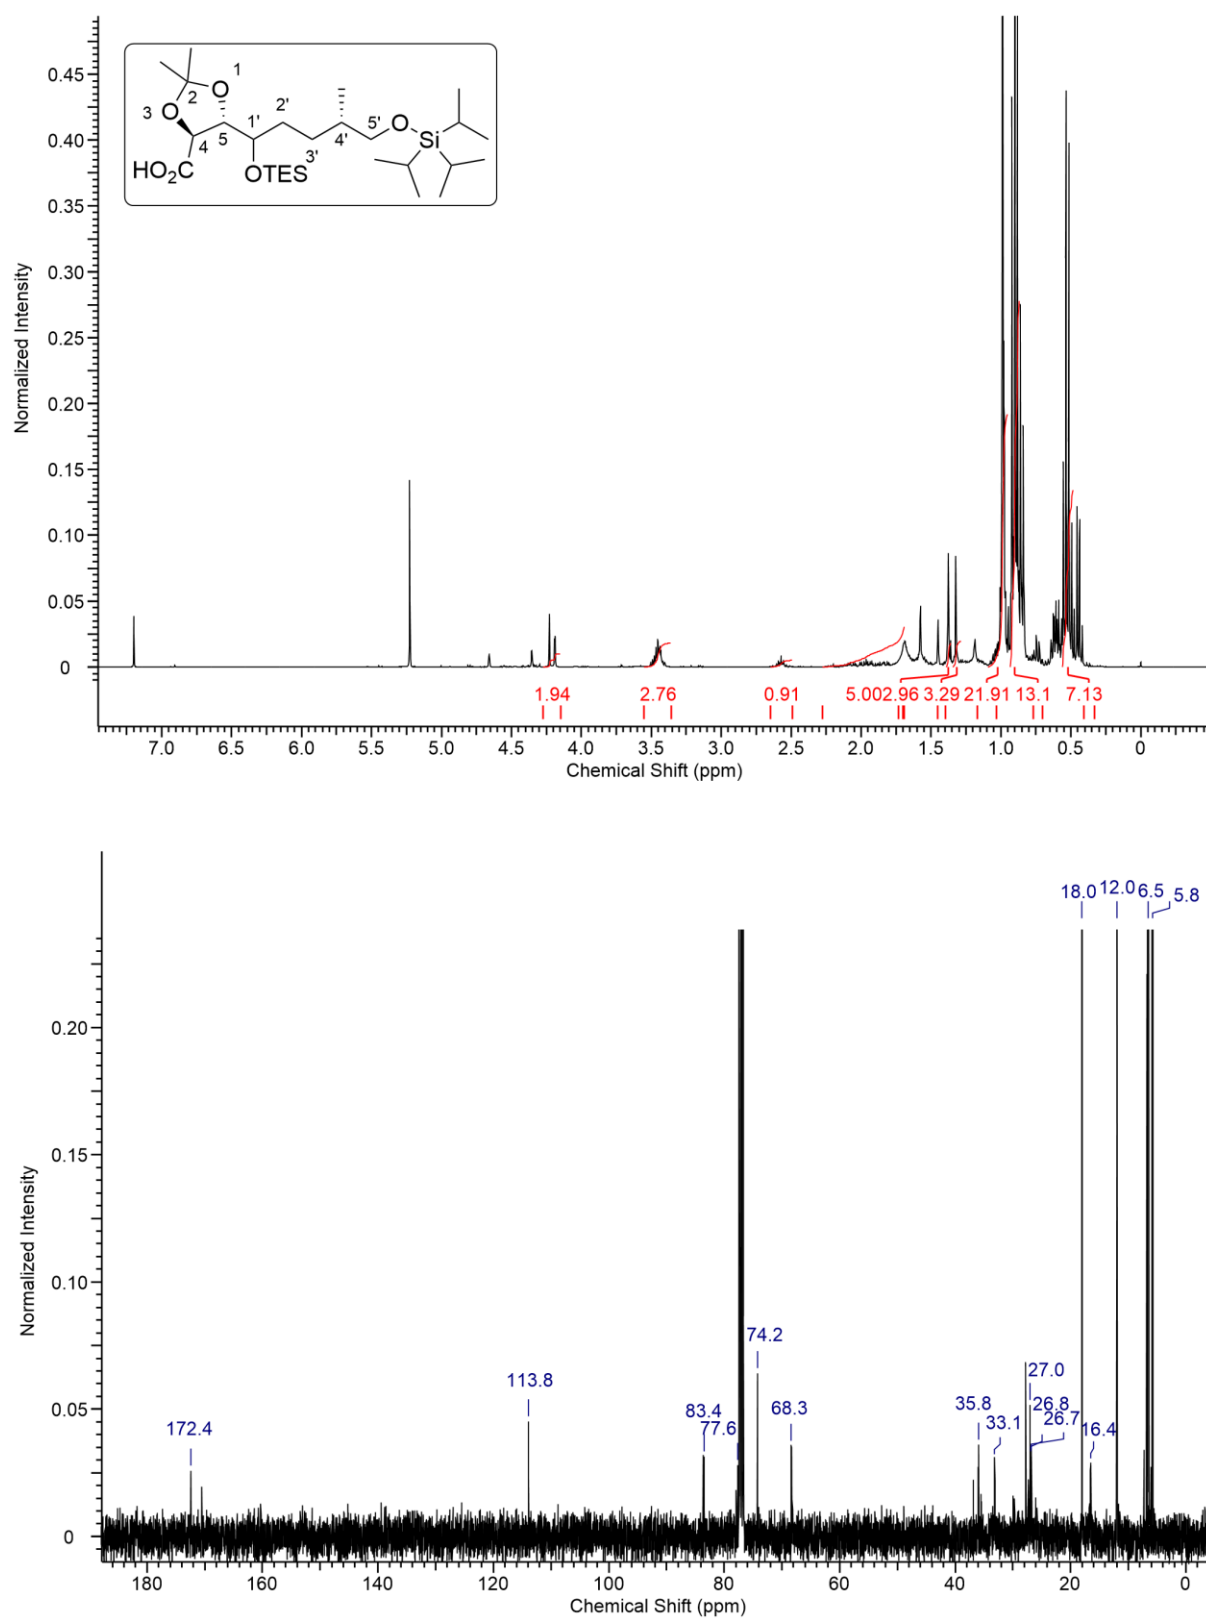 0.45
0.40
0.35
0.30
0.25
0.20
0.15
0.10
0.05
0
Normalized Intensity
1
2
3
O
O
4
5
1'
2'
3'
4'
5'
O
Si
HO2C
OTES
1.94 2.76 0.91 5.00 2.96 3.29 21.91 13.1 7.13
7.0 6.5 6.0 5.5 5.0 4.5 4.0 3.5 3.0 2.5 2.0 1.5 1.0 0.5 0
Chemical Shift (ppm)
18.0 12.0 6.5 5.8
0.20
0.15
0.10
0.05
0
Normalized Intensity
172.4
113.8
83.4
77.6
74.2
68.3
35.8
33.1
27.0
26.8
26.7
16.4
180 160 140 120 100 80 60 40 20 0
Chemical Shift (ppm)